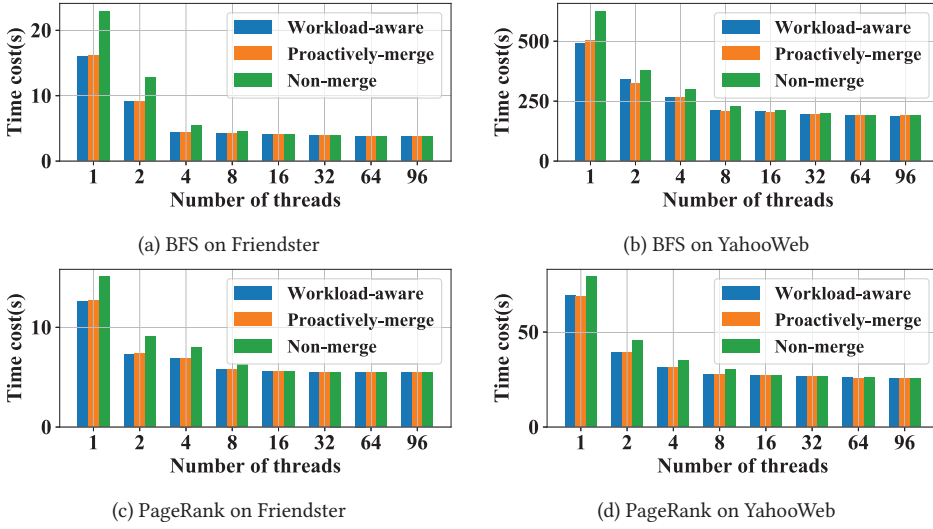 Time cost(s)
20
10
0
Workload-aware
Proactively-merge
Non-merge
1 2 4 8 16 32 64 96
Number of threads
(a) BFS on Friendster
Time cost(s)
500
250
0
Workload-aware
Proactively-merge
Non-merge
1 2 4 8 16 32 64 96
Number of threads
(b) BFS on YahooWeb
Time cost(s)
10
0
Workload-aware
Proactively-merge
Non-merge
1 2 4 8 16 32 64 96
Number of threads
(c) PageRank on Friendster
Time cost(s)
50
0
Workload-aware
Proactively-merge
Non-merge
1 2 4 8 16 32 64 96
Number of threads
(d) PageRank on YahooWeb